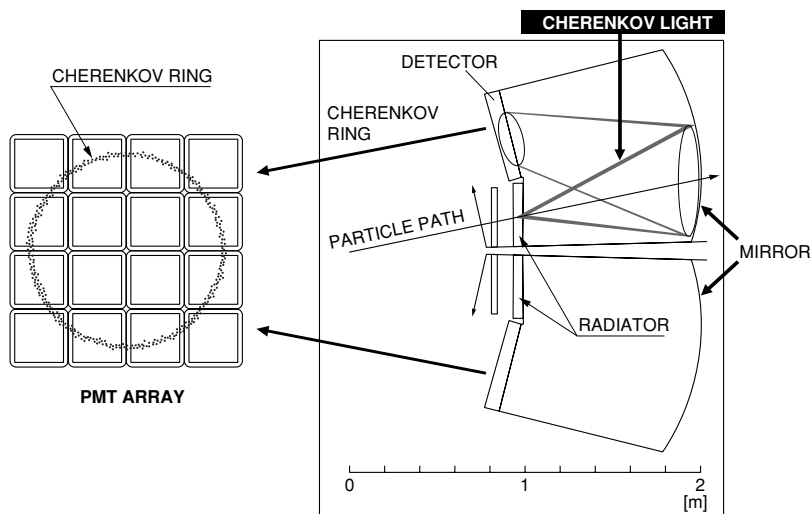 CHERENKOV LIGHT
DETECTOR
CHERENKOV RING
CHERENKOV
RING
PARTICLE PATH
MIRROR
RADIATOR
PMT ARRAY
0 1 2
[m]